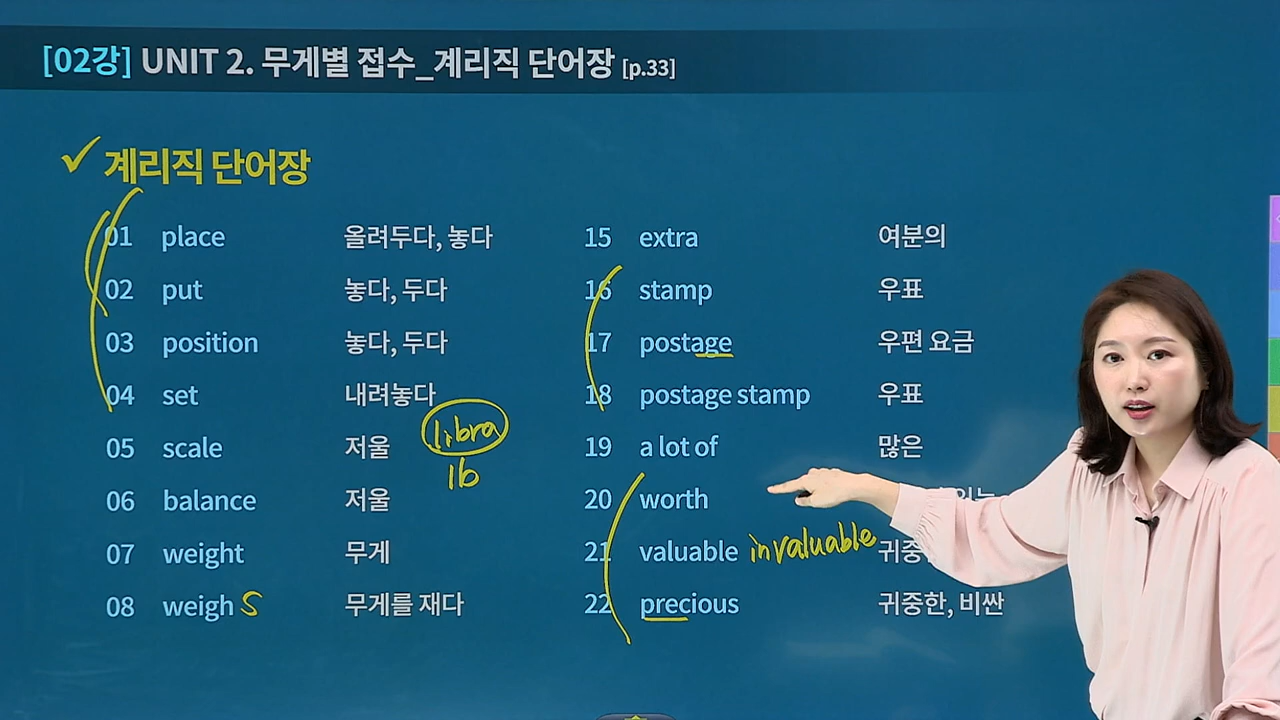 [02강] UNIT 2. 무게별 접수_계리직 단어장 [p.33]
계리직 단어장
01 place 올려두다, 놓다
02 put 놓다, 두다
03 position 놓다, 두다
04 set 내려놓다
05 scale 저울 libra
lb
06 balance 저울
07 weight 무게
08 weigh s 무게를 재다
15 extra 여분의
16 stamp 우표
17 postage 우편 요금
18 postage stamp 우표
19 a lot of 많은
20 worth
21 valuable invaluable 귀중
22 precious 귀중한, 비싼